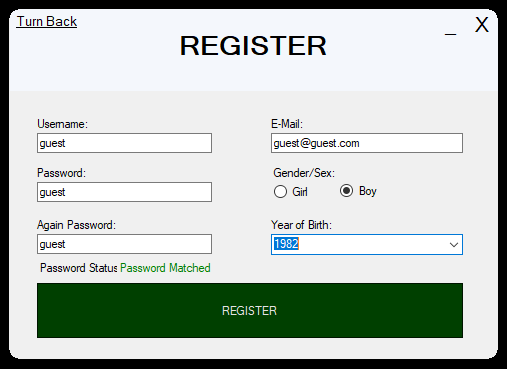 Turn Back
_ X
REGISTER
Username:
guest
E-Mail:
guest@guest.com
Password:
guest
Gender/Sex:
Girl Boy
Again Password:
guest
Year of Birth:
1982
Password Status Password Matched
REGISTER